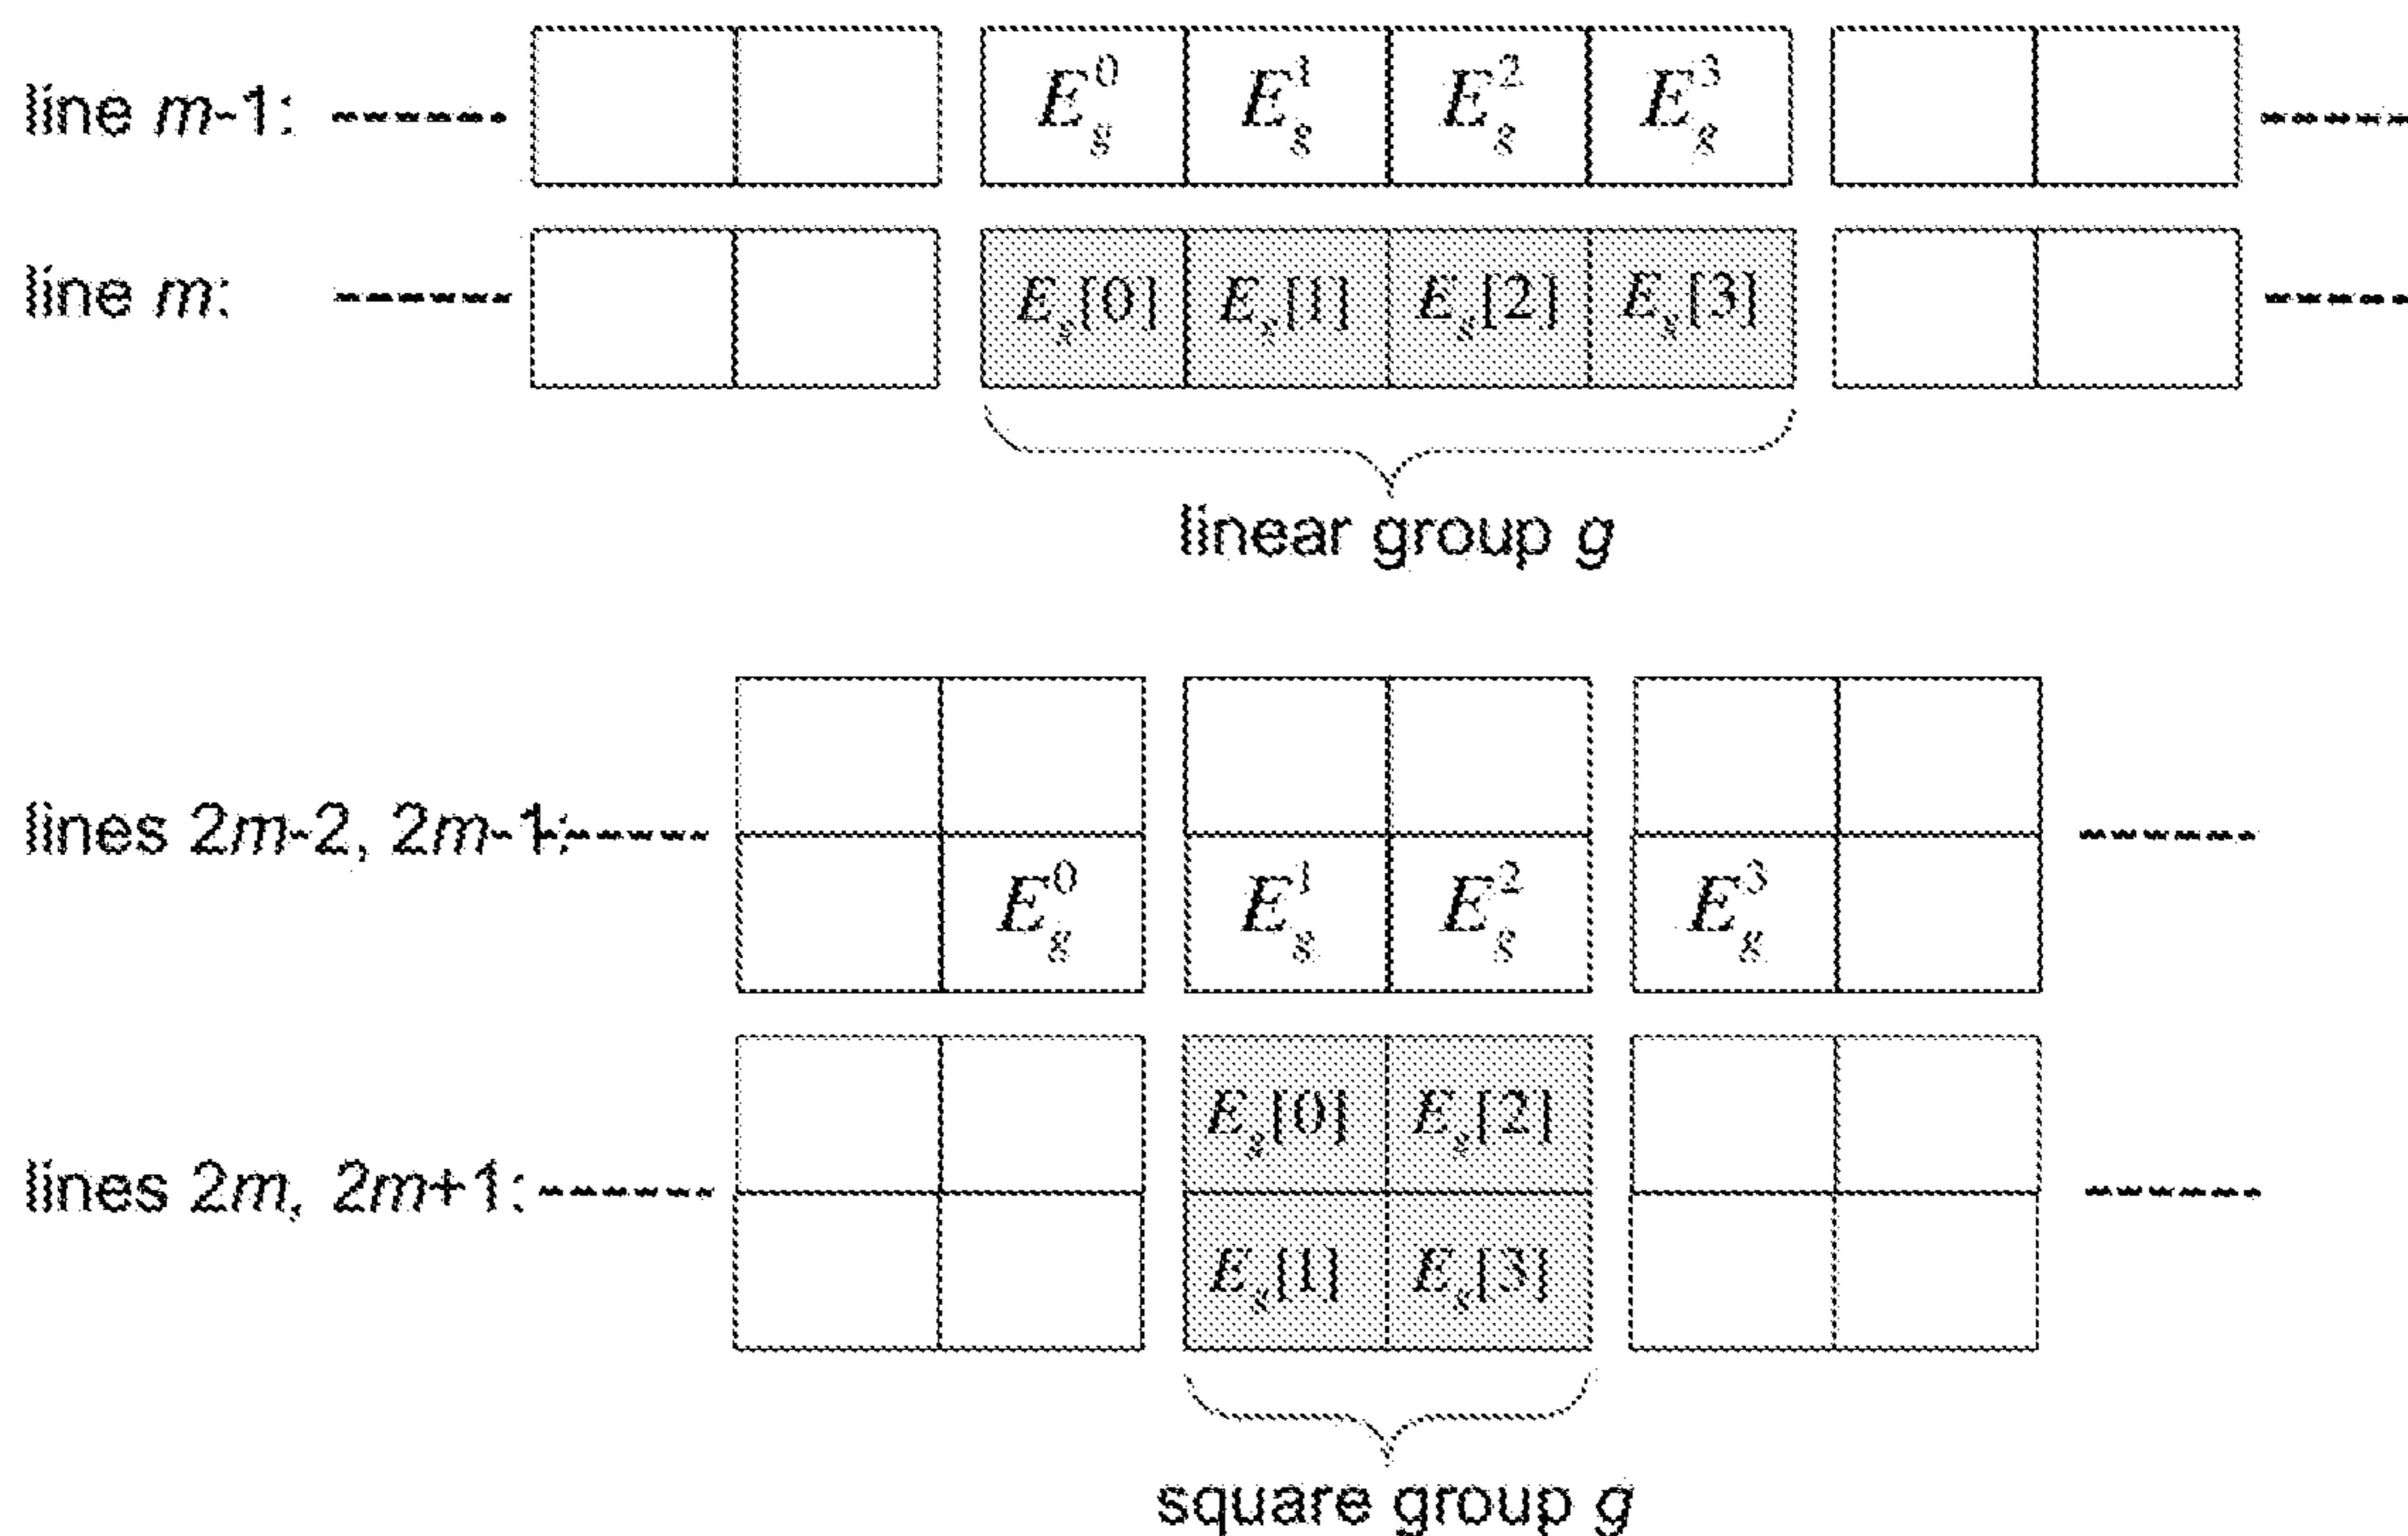 line m-1: E_g^0 E_g^1 E_g^2 E_g^3
line m: E_g[0] E_g[1] E_g[2] E_g[3]
linear group g
lines 2m-2, 2m-1:
E_g^0 E_g^1 E_g^2 E_g^3
E_g[0] E_g[2]
lines 2m, 2m+1:
E_g[1] E_g[3]
square group g